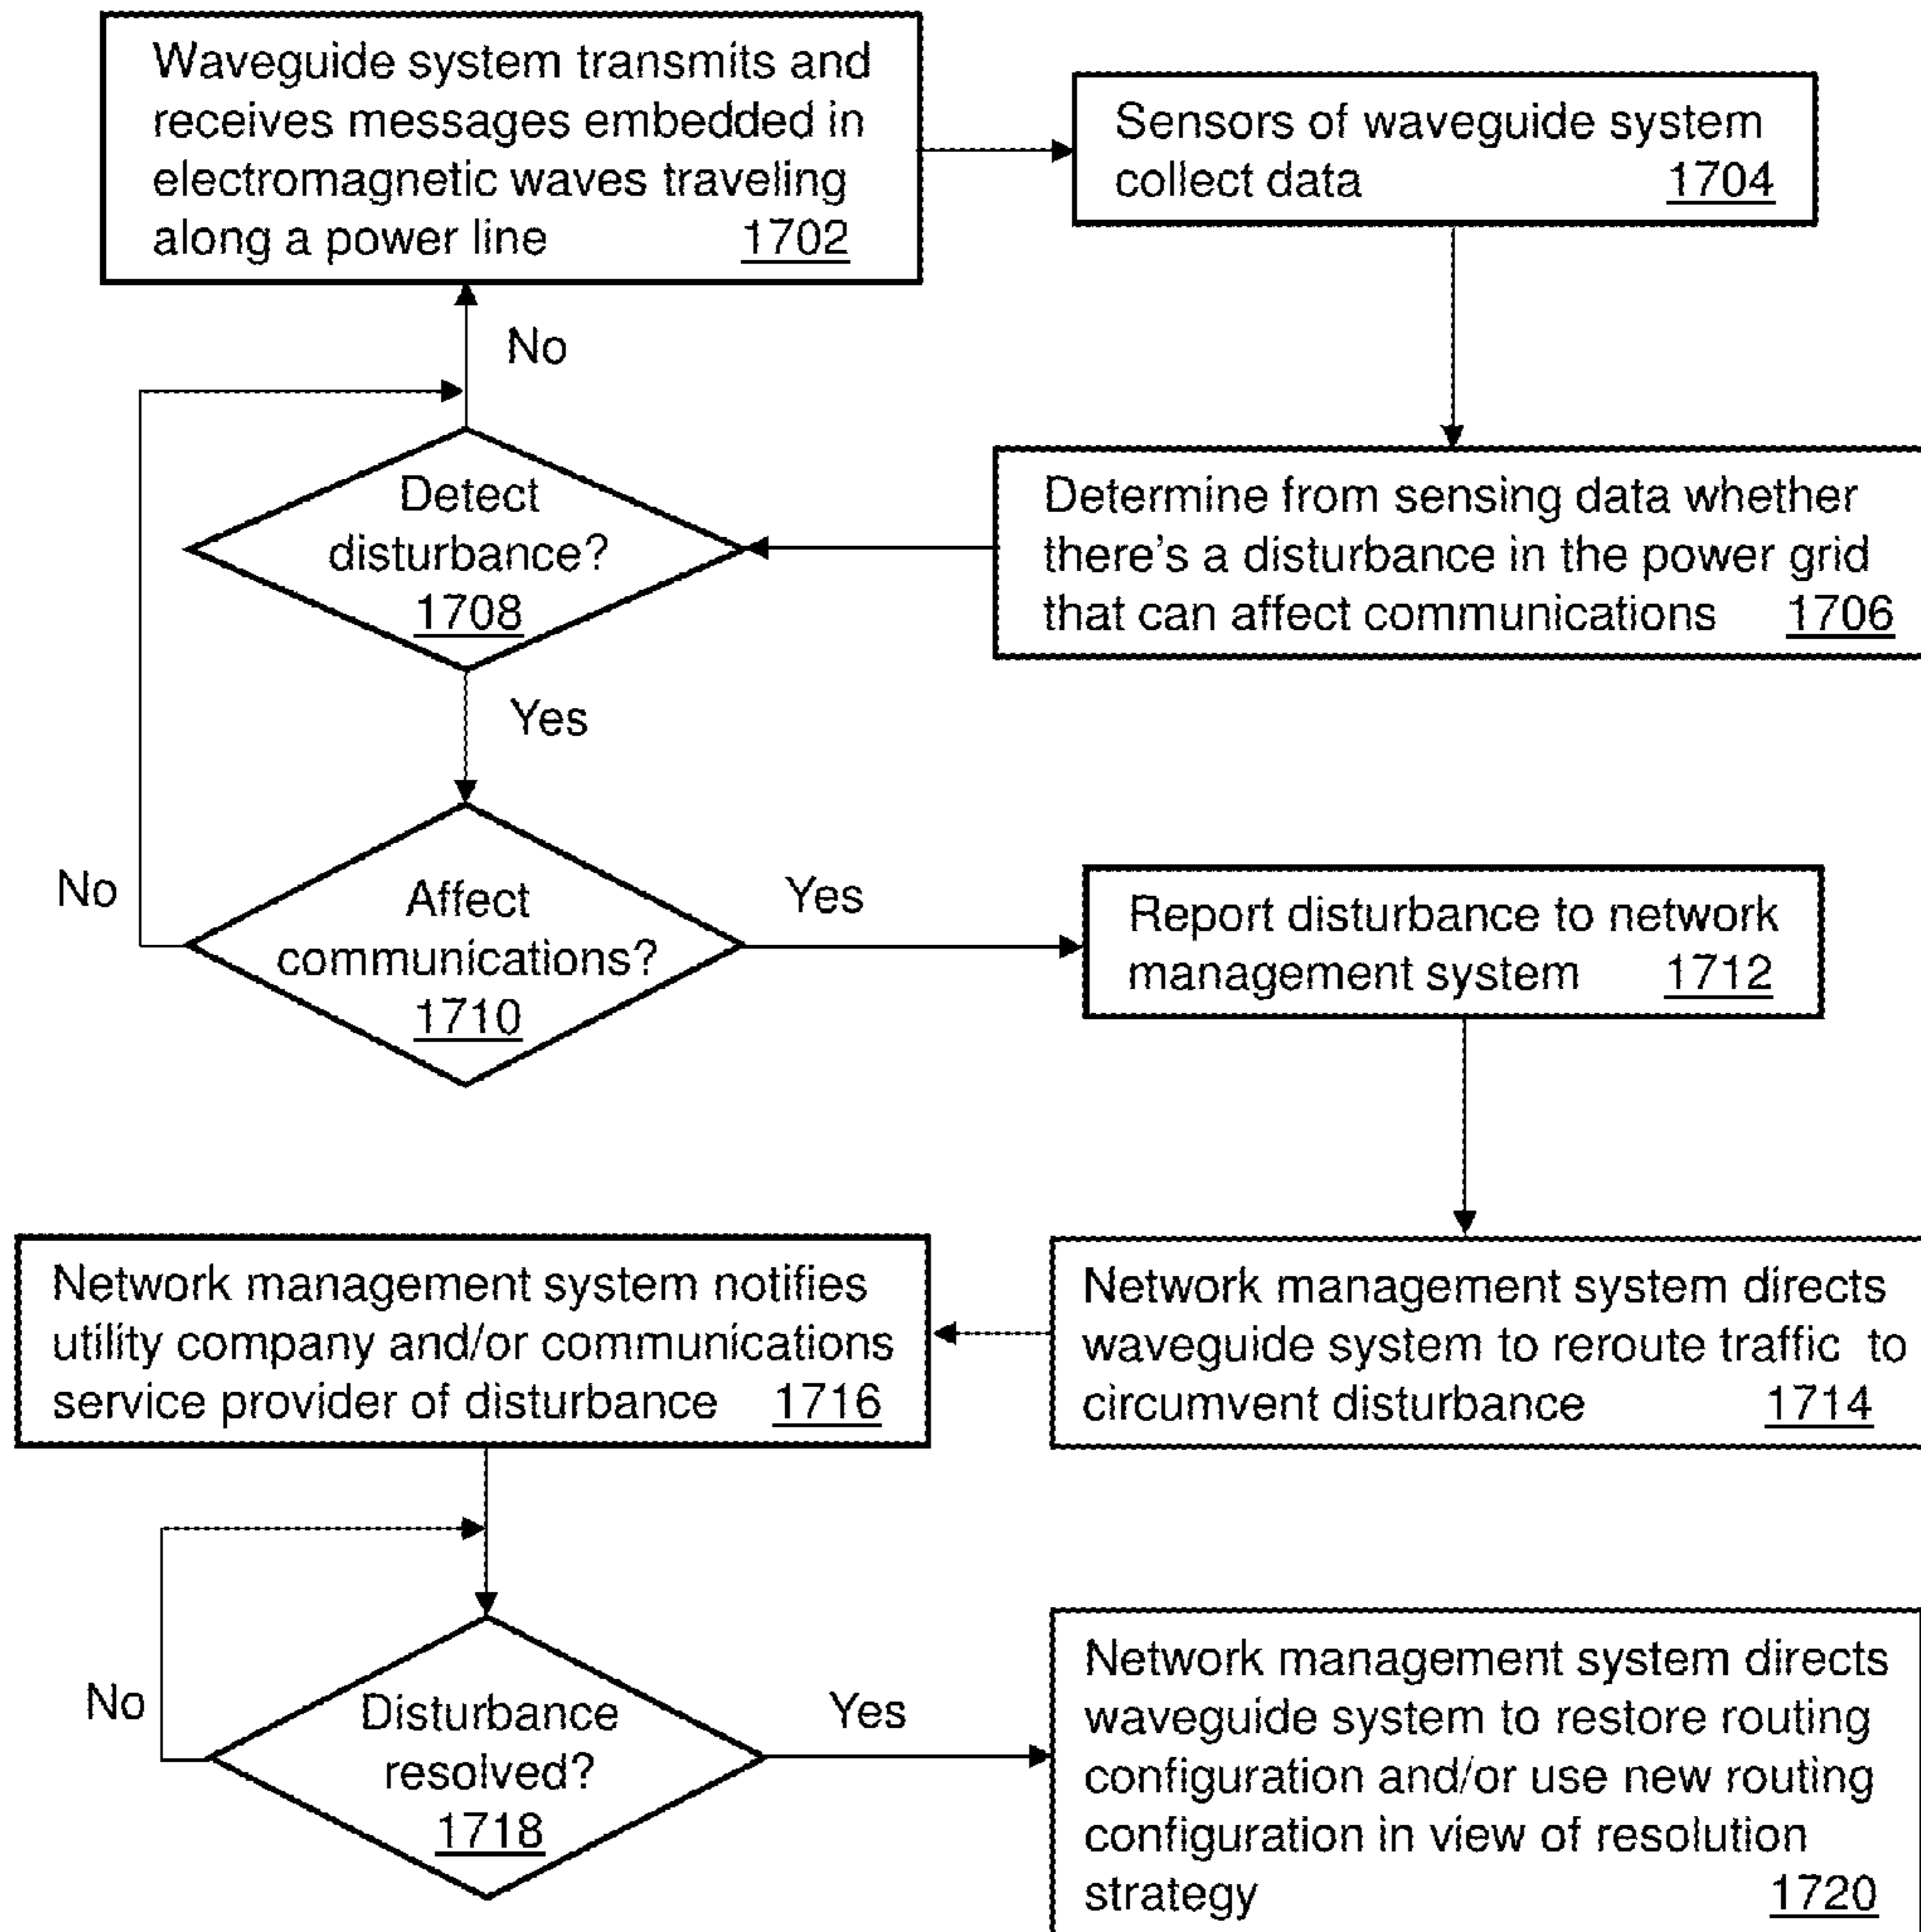 Waveguide system transmits and
receives messages embedded in
electromagnetic waves traveling
along a power line 1702
Sensors of waveguide system
collect data 1704
No
Detect
disturbance?
1708
Determine from sensing data whether
there's a disturbance in the power grid
that can affect communications 1706
Yes
No
Affect
communications?
1710
Yes
Report disturbance to network
management system 1712
Network management system directs
waveguide system to reroute traffic to
circumvent disturbance 1714
Network management system notifies
utility company and/or communications
service provider of disturbance 1716
No
Disturbance
resolved?
1718
Yes
Network management system directs
waveguide system to restore routing
configuration and/or use new routing
configuration in view of resolution
strategy 1720